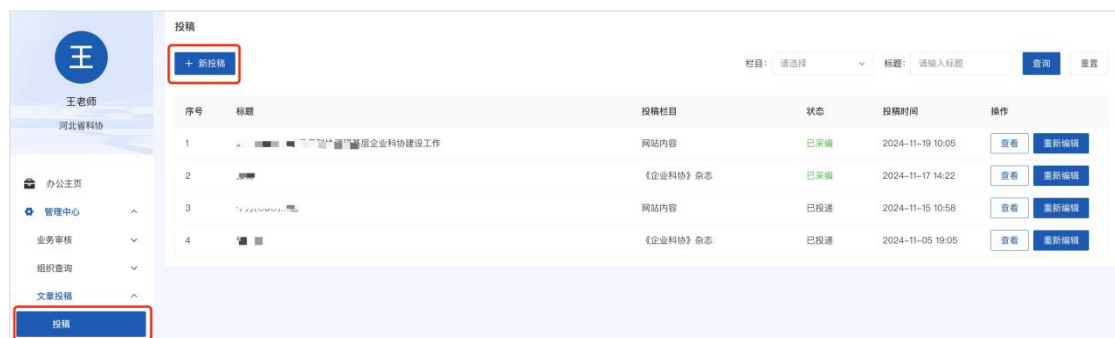 王
王老师
河北省科协
办公主页
管理中心
业务审核
组织查询
文章投稿
投稿
投稿
+ 新投稿
栏目： 请选择 标题： 请输入标题 查询 重置
序号 标题 投稿栏目 状态 投稿时间 操作
1 层企业科协建设工作 网站内容 已采编 2024-11-19 10:05 查看 重新编辑
2 《企业科协》杂志 已采编 2024-11-17 14:22 查看 重新编辑
3 网站内容 已投递 2024-11-15 10:58 查看 重新编辑
4 《企业科协》杂志 已投递 2024-11-05 19:05 查看 重新编辑